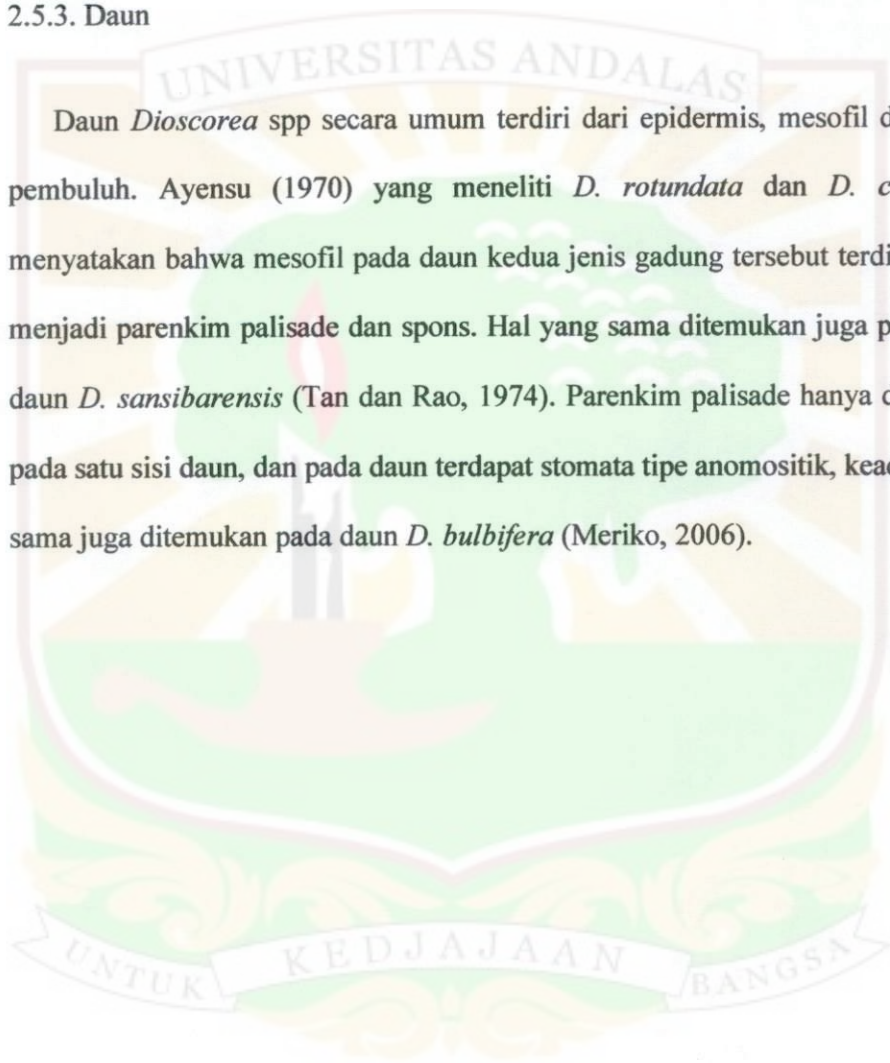 2.5.3. Daun
UNIVERSITAS ANDALAS
Daun Dioscorea spp secara umum terdiri dari epidermis, mesofil
pembuluh. Ayensu (1970) yang meneliti D. rotundata dan D.
menyatakan bahwa mesofil pada daun kedua jenis gadung tersebut
menjadi parenkim palisade dan spons. Hal yang sama ditemukan juga
daun D. sansibarensis (Tan dan Rao, 1974). Parenkim palisade hanya
pada satu sisi daun, dan pada daun terdapat stomata tipe anomositik,
sama juga ditemukan pada daun D. bulbifera (Meriko, 2006).
UNTUK KEDJAJAAN BANGSA